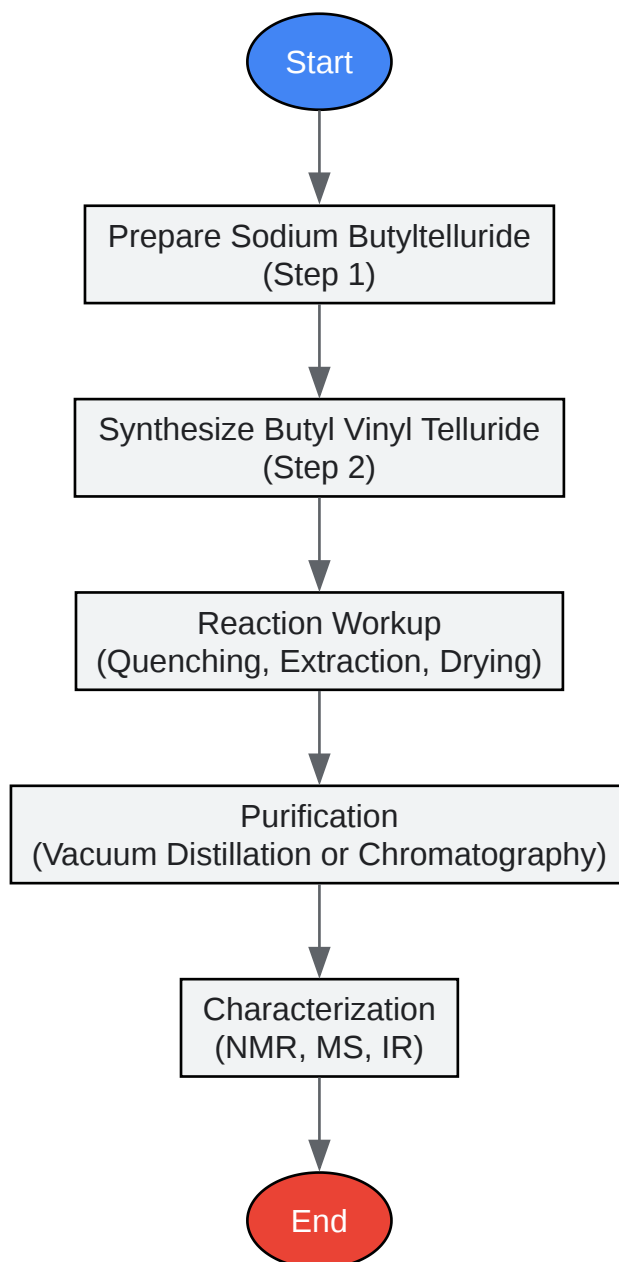 Start
Prepare Sodium Butyltelluride
(Step 1)
Synthesize Butyl Vinyl Telluride
(Step 2)
Reaction Workup
(Quenching, Extraction, Drying)
Purification
(Vacuum Distillation or Chromatography)
Characterization
(NMR, MS, IR)
End